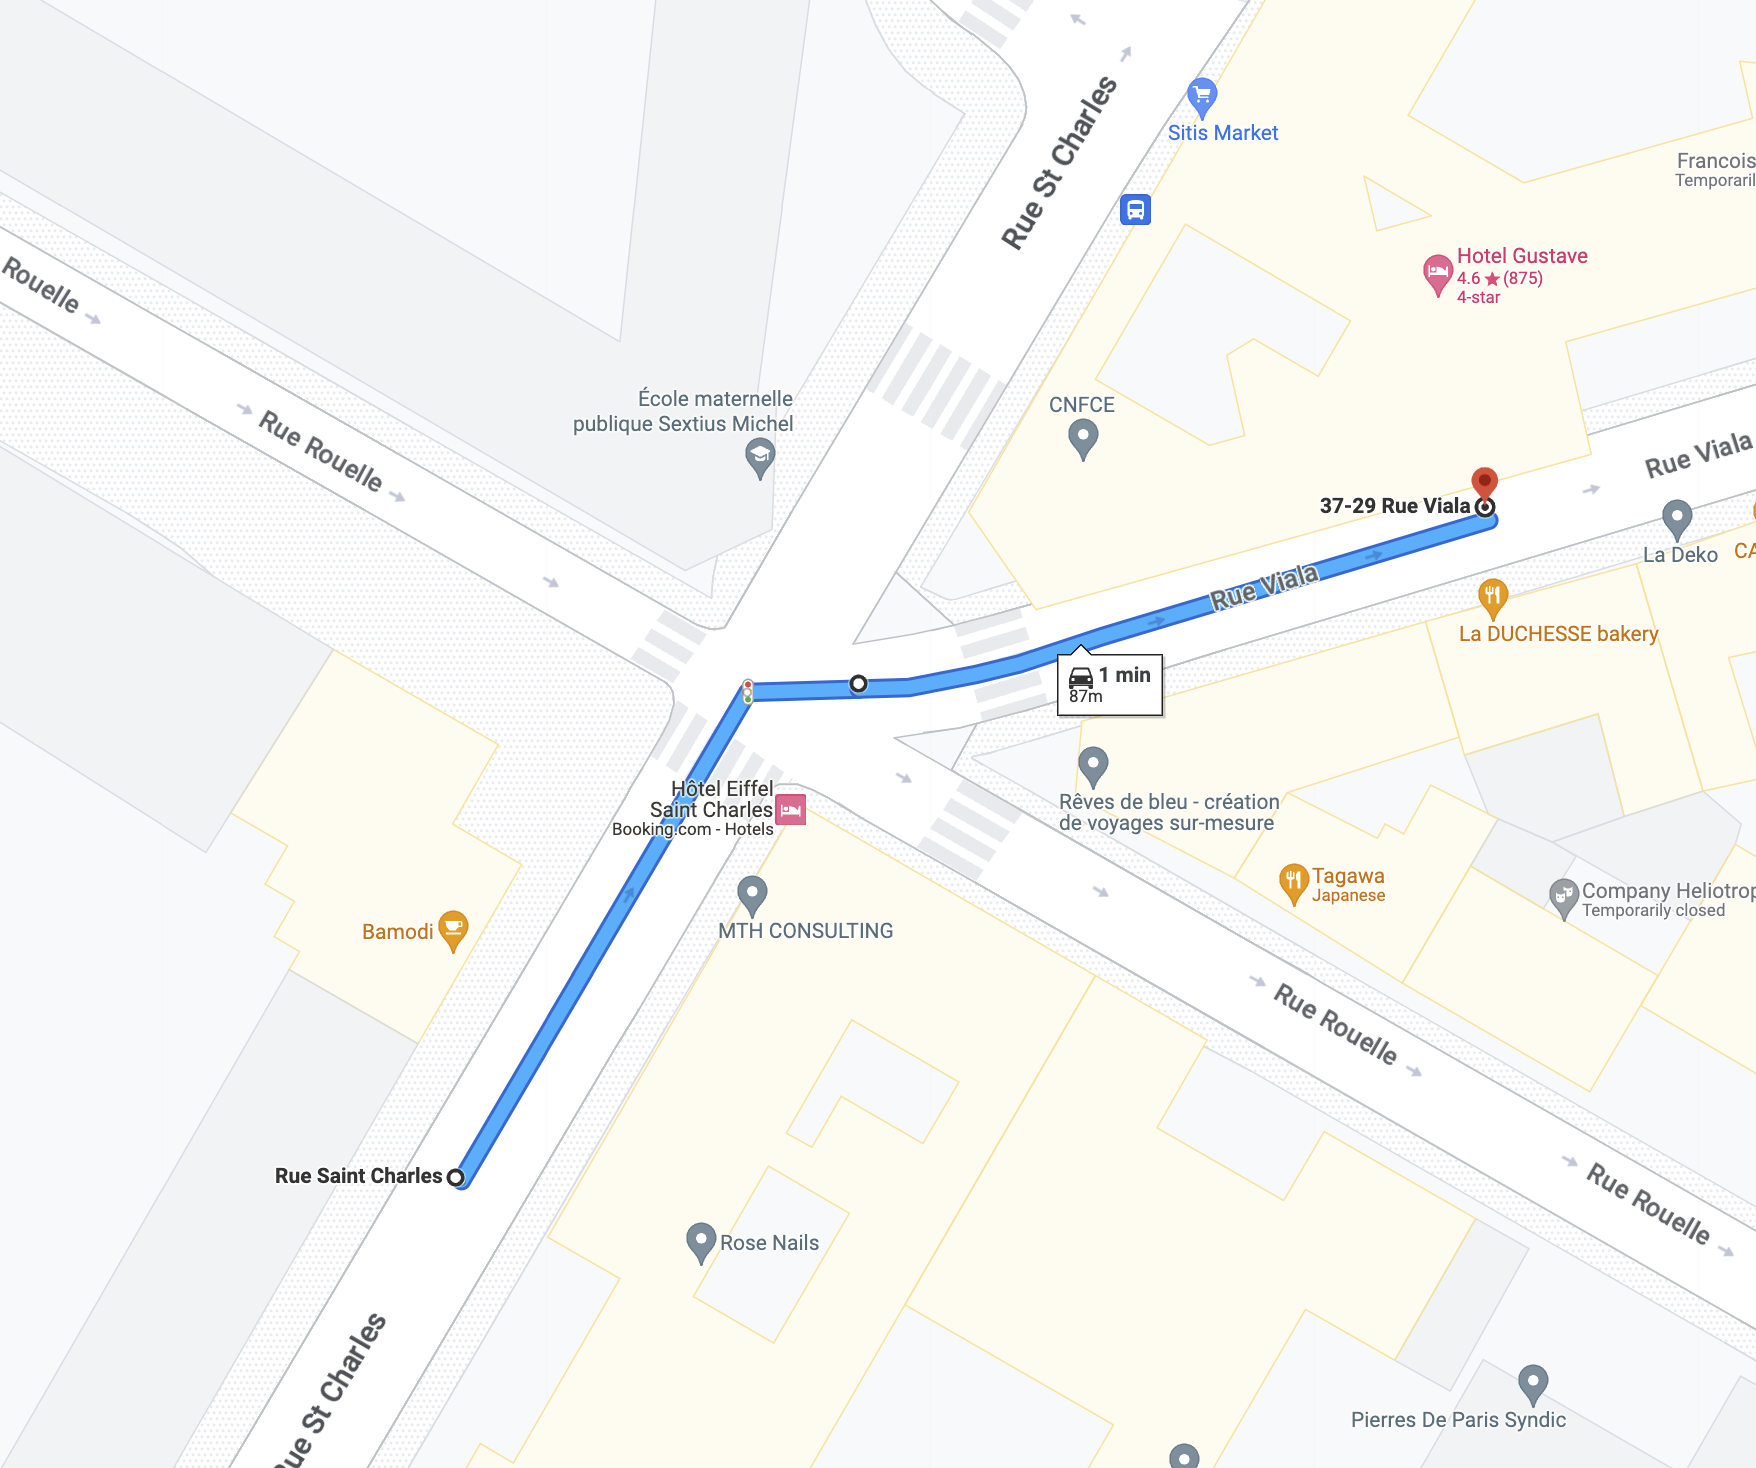 Rue St Charles
Sitis Market
Francois
Temporaril
Hotel Gustave
4.6 ★ (875)
4-star
Rouelle
Rue Rouelle
École maternelle
publique Sextius Michel
CNFCE
Rue Viala
37-29 Rue Viala
La Deko
CA
Rue Viala
La DUCHESSE bakery
1 min
87m
Hôtel Eiffel
Saint Charles
Booking.com - Hotels
Rêves de bleu - création
de voyages sur-mesure
Tagawa
Japanese
Company Heliotrop
Temporarily closed
Bamodi
MTH CONSULTING
Rue Rouelle
Rue Saint Charles
Rue Rouelle
Rose Nails
Rue St Charles
Pierres De Paris Syndic